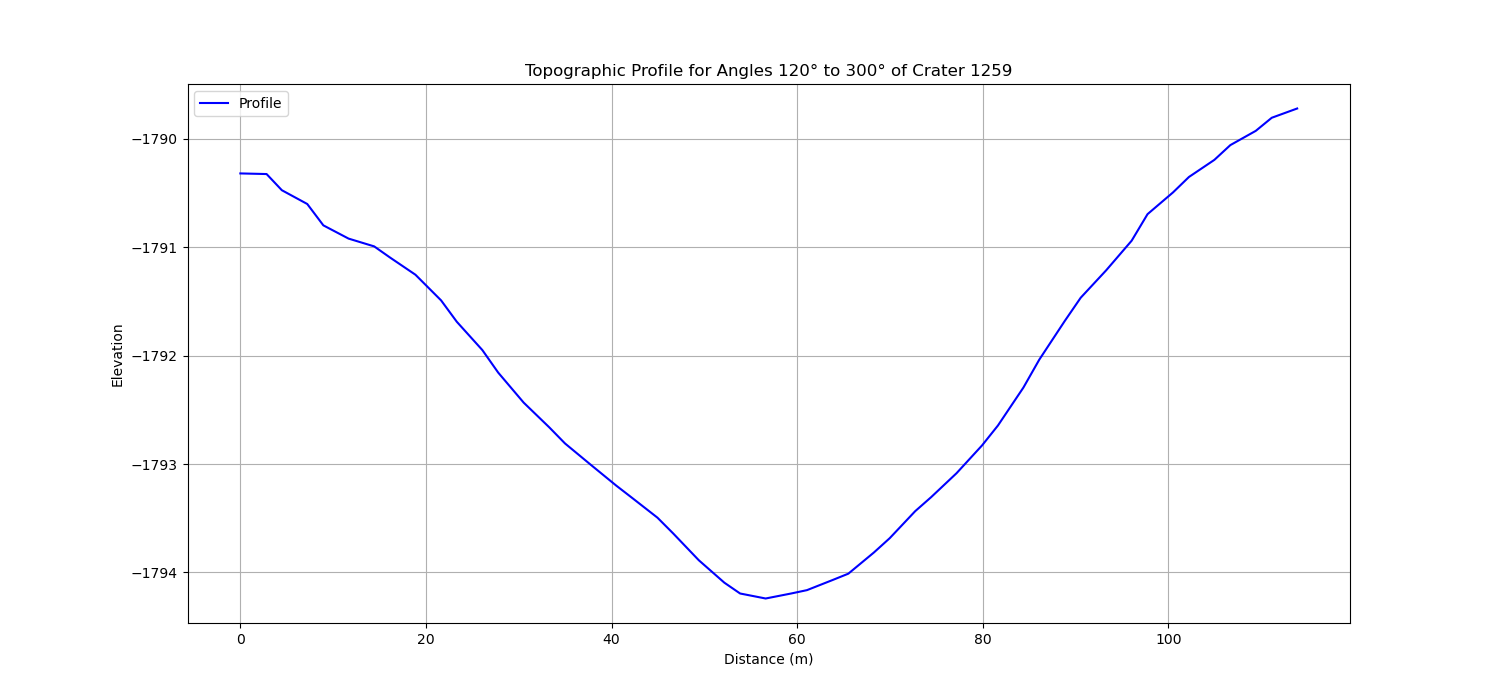 Topographic Profile for Angles 120° to 300° of Crater 1259
Profile
−1790
−1791
−1792
−1793
−1794
Elevation
0 20 40 60 80 100
Distance (m)